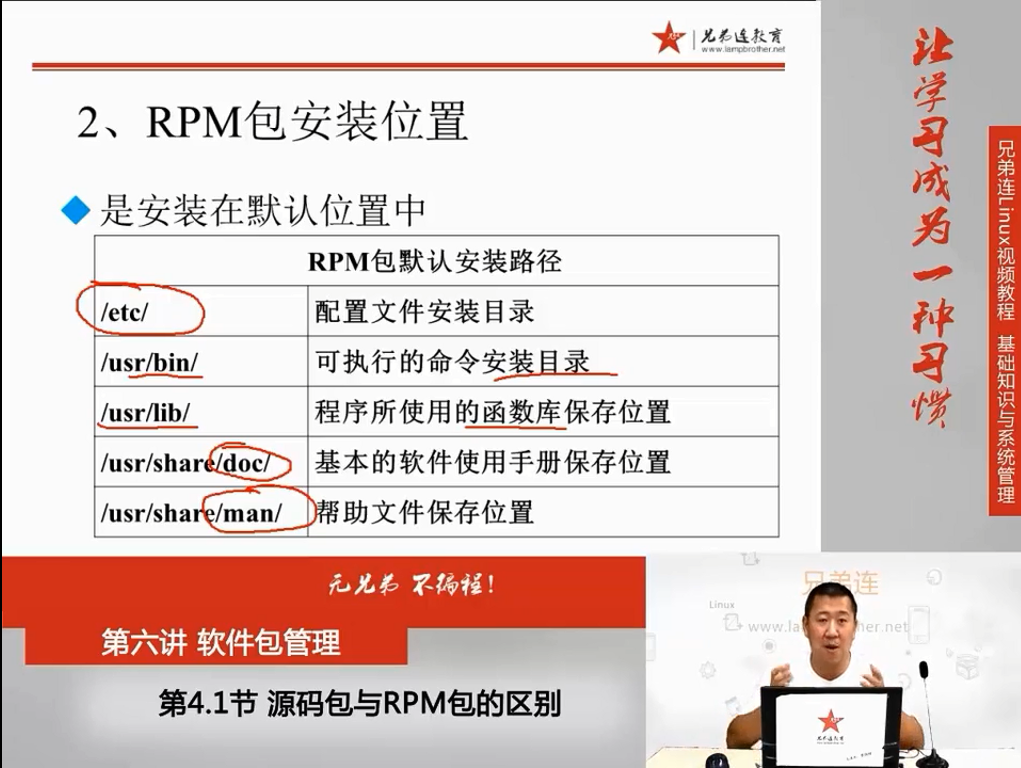 兄弟连教育
www.lampbrother.net
2、RPM包安装位置
是安装在默认位置中
RPM包默认安装路径
/etc/ 配置文件安装目录
/usr/bin/ 可执行的命令安装目录
/usr/lib/ 程序所使用的函数库保存位置
/usr/share/doc/ 基本的软件使用手册保存位置
/usr/share/man/ 帮助文件保存位置
让学习成为一种习惯
兄弟连Linux视频教程 基础知识与系统管理
无兄弟 不编程!
第六讲 软件包管理
第4.1节 源码包与RPM包的区别
兄弟连
Linux
兄弟连教育